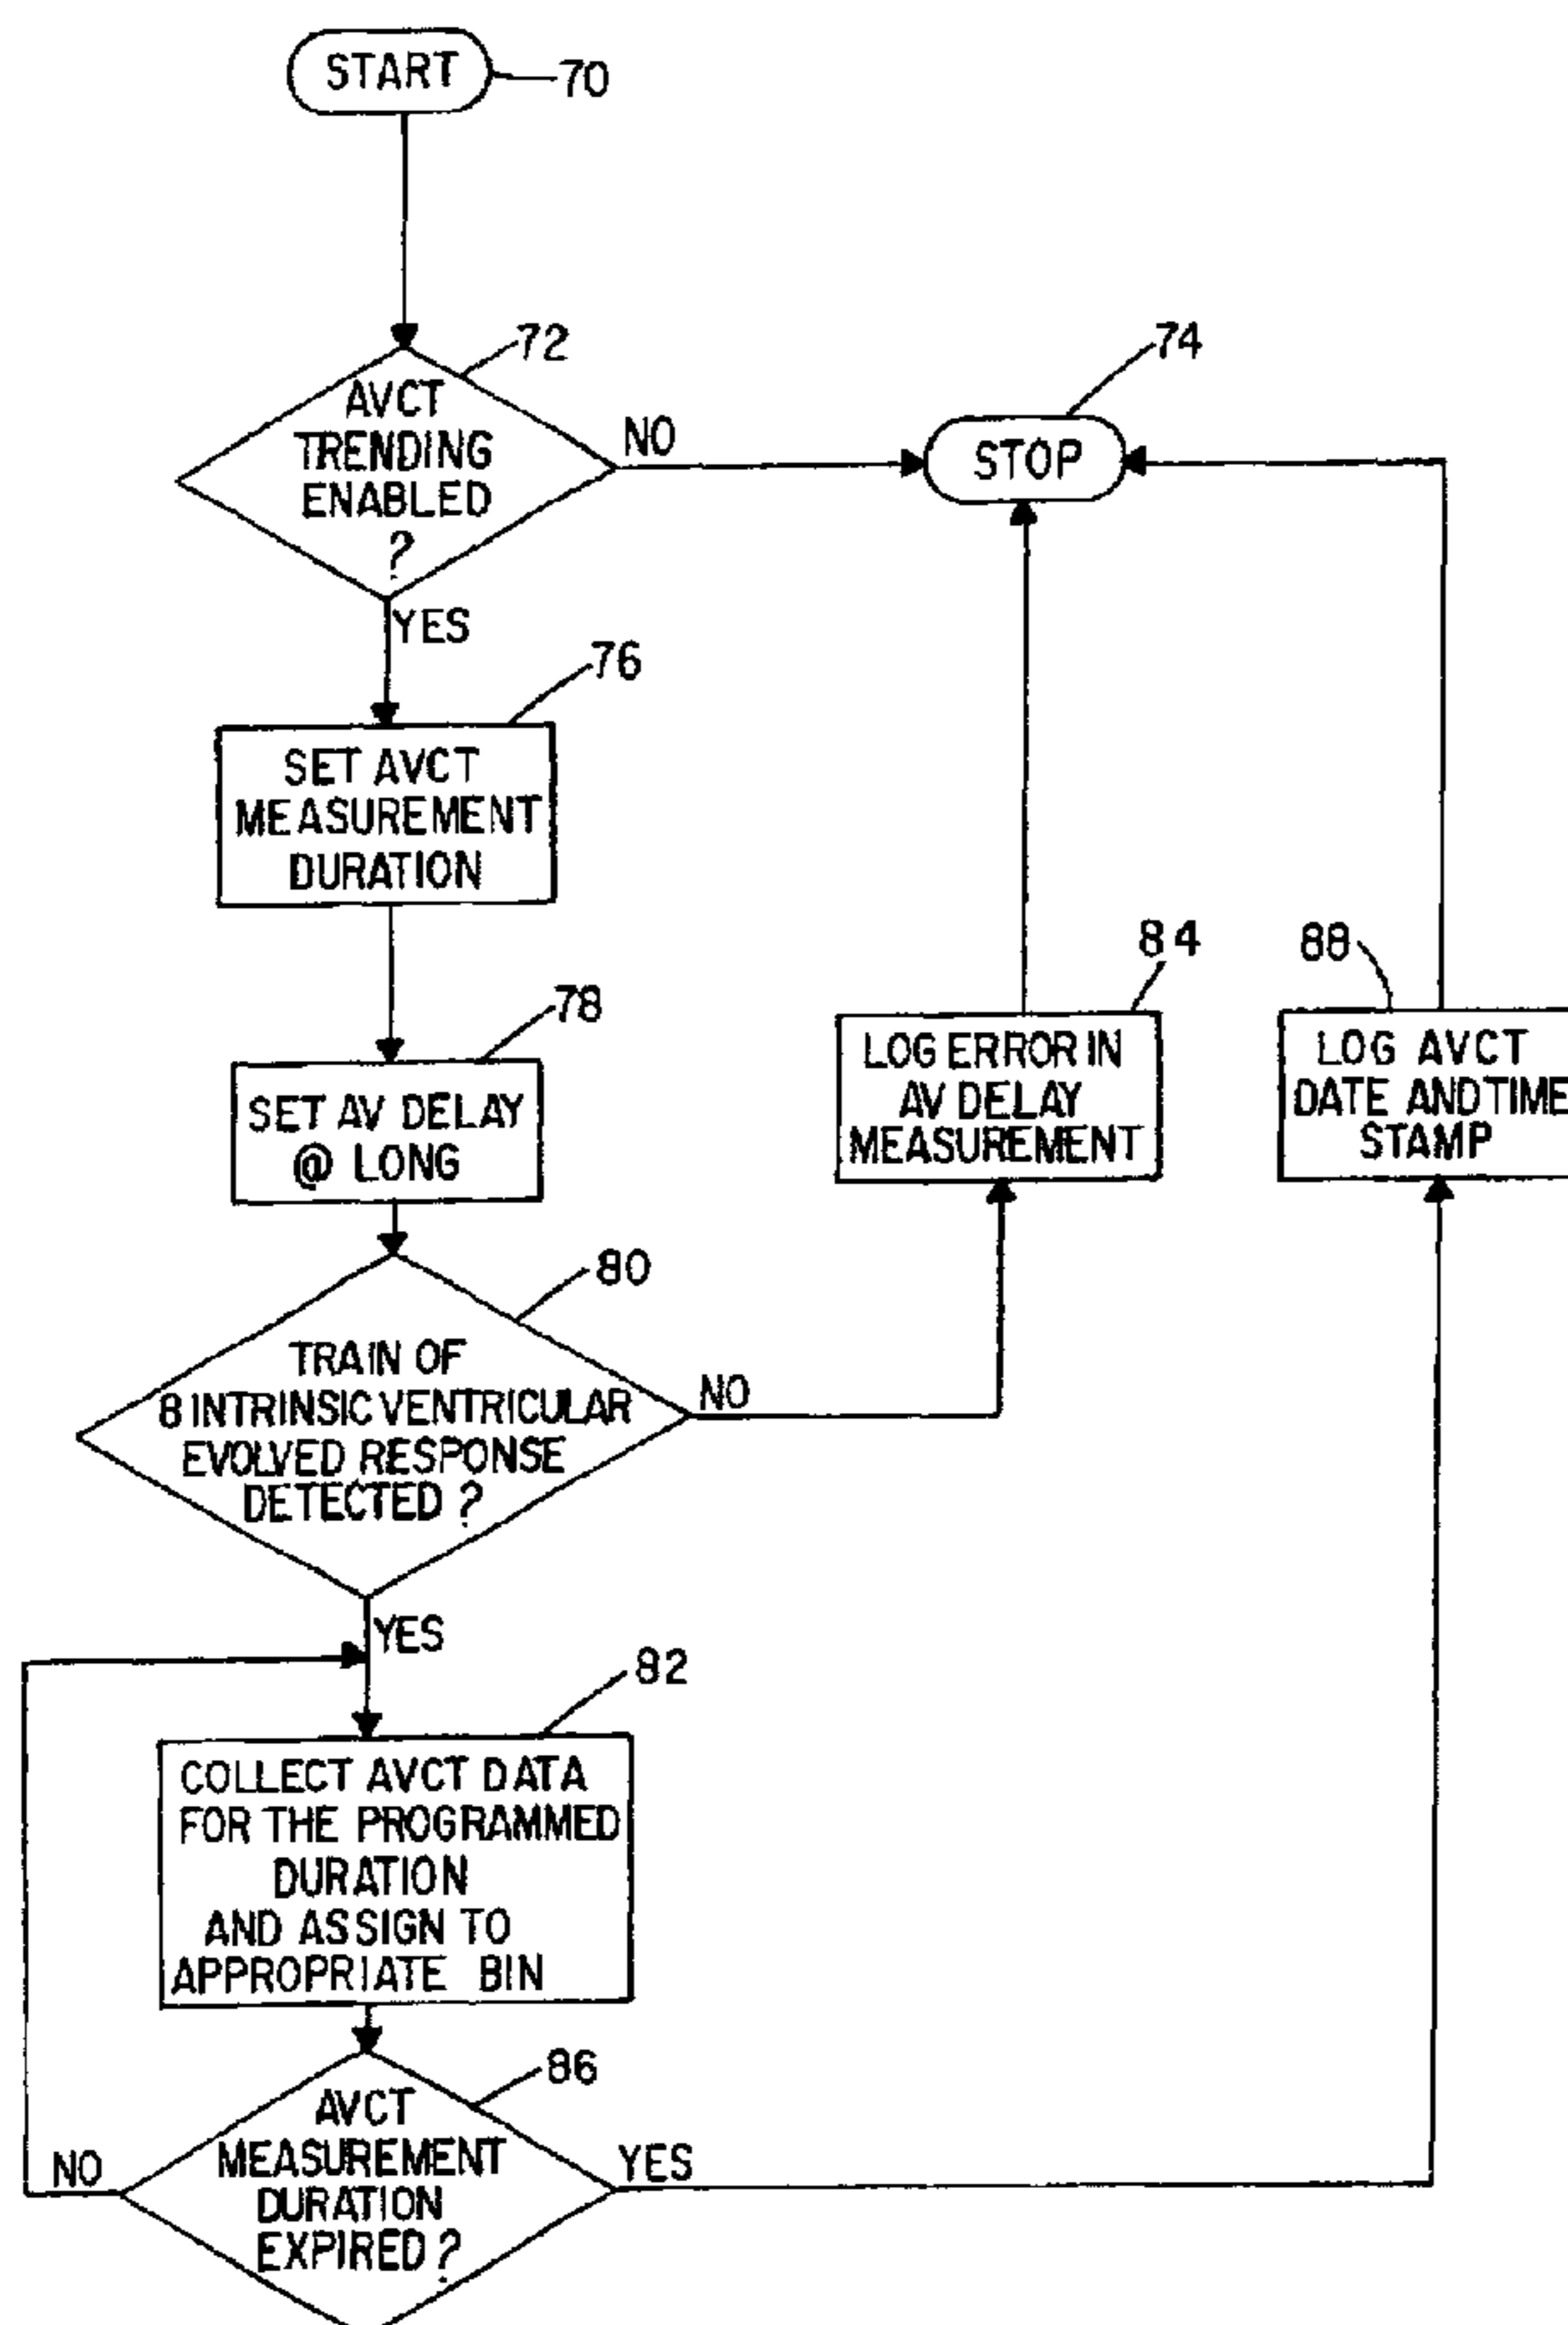 START
70
72
AVCT
TRENDING
ENABLED
?
NO
74
STOP
YES
76
SET AVCT
MEASUREMENT
DURATION
78
SET AV DELAY
@ LONG
80
TRAIN OF
8 INTRINSIC VENTRICULAR
EVOLVED RESPONSE
DETECTED ?
NO
84
LOG ERROR IN
AV DELAY
MEASUREMENT
88
LOG AVCT
DATE AND TIME
STAMP
YES
82
COLLECT AVCT DATA
FOR THE PROGRAMMED
DURATION
AND ASSIGN TO
APPROPRIATE BIN
86
AVCT
MEASUREMENT
DURATION
EXPIRED ?
NO
YES